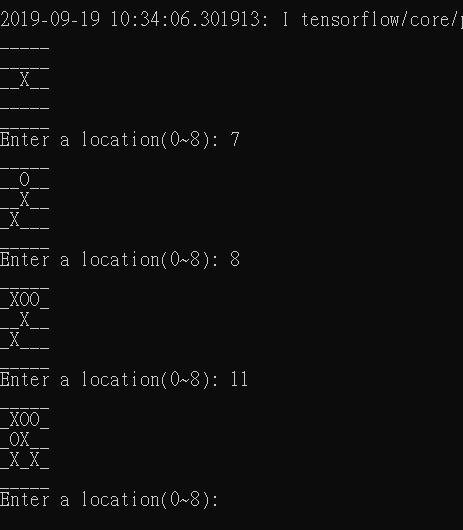 2019-09-19 10:34:06.301913: I tensorflow/core/p
_____
_____
__X__
_____
_____
Enter a location(0~8): 7
_____
__O__
__X__
_X___
_____
Enter a location(0~8): 8
_____
_XOO_
__X__
_X___
_____
Enter a location(0~8): 11
_____
_XOO_
_OX__
_X_X_
_____
Enter a location(0~8):